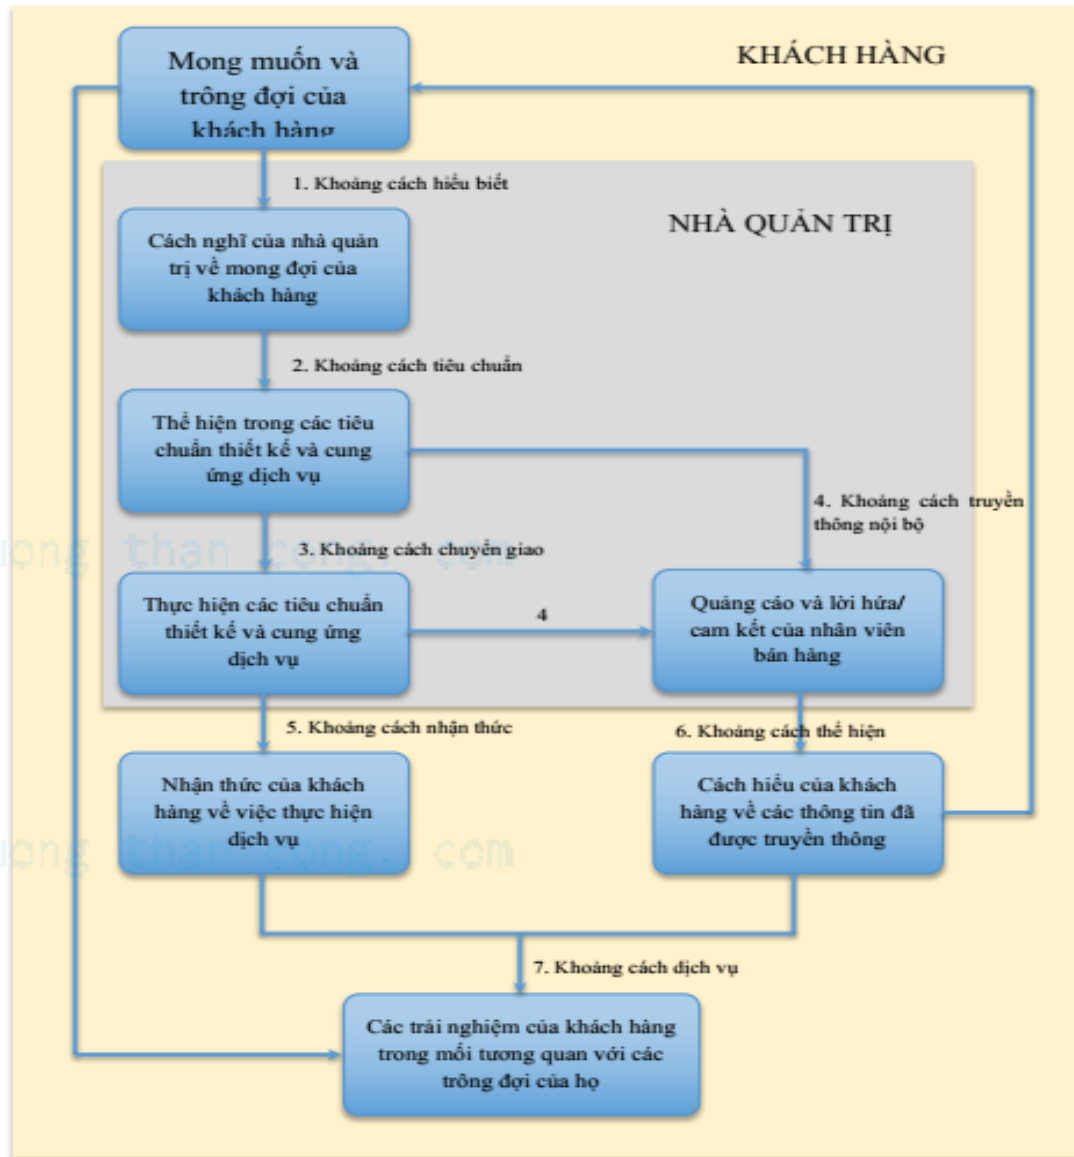 KHÁCH HÀNG
Mong muốn và
trông đợi của
khách hàng
1. Khoảng cách hiểu biết
NHÀ QUẢN TRỊ
Cách nghĩ của nhà quản
trị về mong đợi của
khách hàng
2. Khoảng cách tiêu chuẩn
Thể hiện trong các tiêu
chuẩn thiết kế và cung
ứng dịch vụ
4. Khoảng cách truyền
thông nội bộ
3. Khoảng cách chuyển giao
Thực hiện các tiêu chuẩn
thiết kế và cung ứng
dịch vụ
4
Quảng cáo và lời hứa/
cam kết của nhân viên
bán hàng
5. Khoảng cách nhận thức
6. Khoảng cách thể hiện
Nhận thức của khách
hàng về việc thực hiện
dịch vụ
Cách hiểu của khách
hàng về các thông tin đã
được truyền thông
7. Khoảng cách dịch vụ
Các trải nghiệm của khách hàng
trong mối tương quan với các
trông đợi của họ
than cong. com
than cong. com